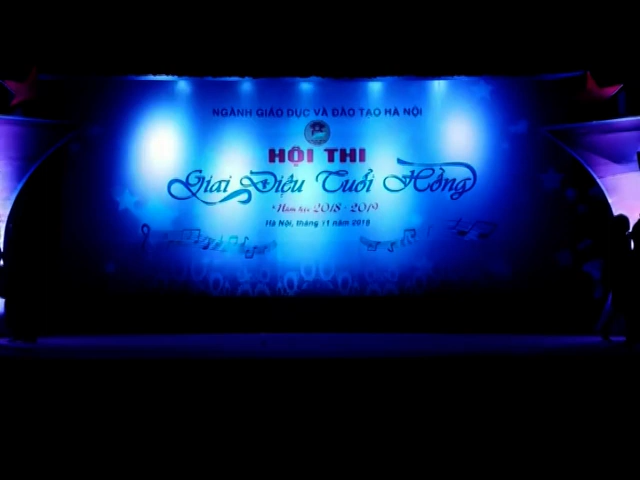 NGÀNH GIÁO DỤC VÀ ĐÀO TẠO HÀ NỘI
HỘI THI
Giai Điệu Tuổi Hồng
Năm học 2018 - 2019
Hà Nội, tháng 11 năm 2018